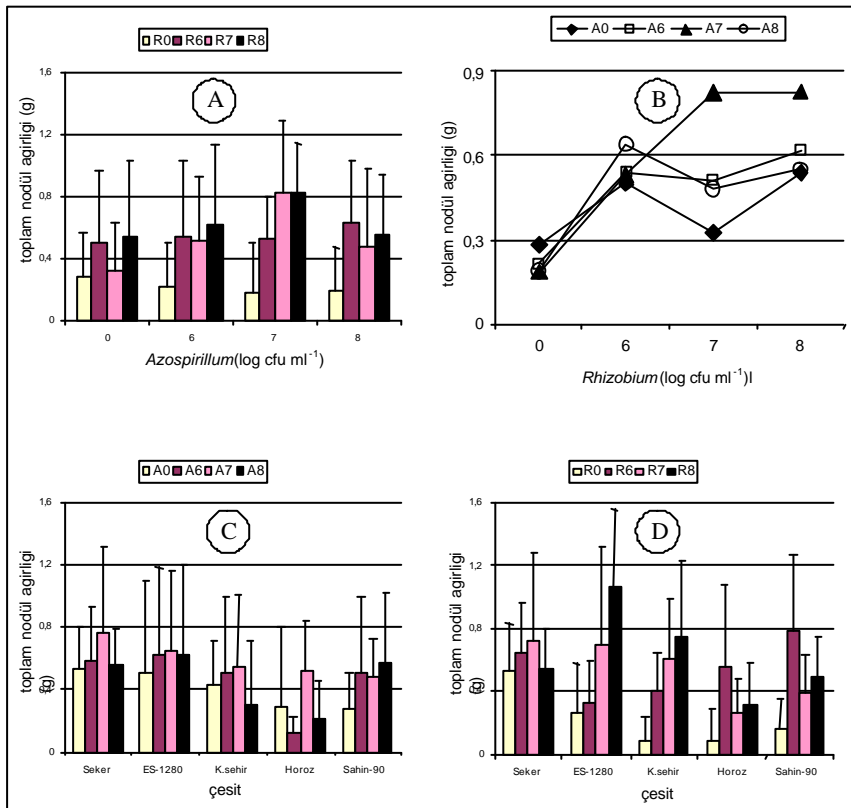 R0 R6 R7 R8
1,6
1,2
0,8
0,4
0
toplam nodül agirligi (g)
A
0 6 7 8
Azospirillum(log cfu ml⁻¹)
A0 A6 A7 A8
0,9
0,6
0,3
0
toplam nodül agirligi (g)
B
0 6 7 8
Rhizobium(log cfu ml⁻¹)l
A0 A6 A7 A8
1,6
1,2
0,8
0
toplam nodül agirligi
(g)
C
Seker ES-1280 K.sehir Horoz Sahin-90
çesit
R0 R6 R7 R8
1,6
1,2
0,8
0
toplam nodül agirligi
(g)
D
Seker ES-1280 K.sehir Horoz Sahin-90
çesit